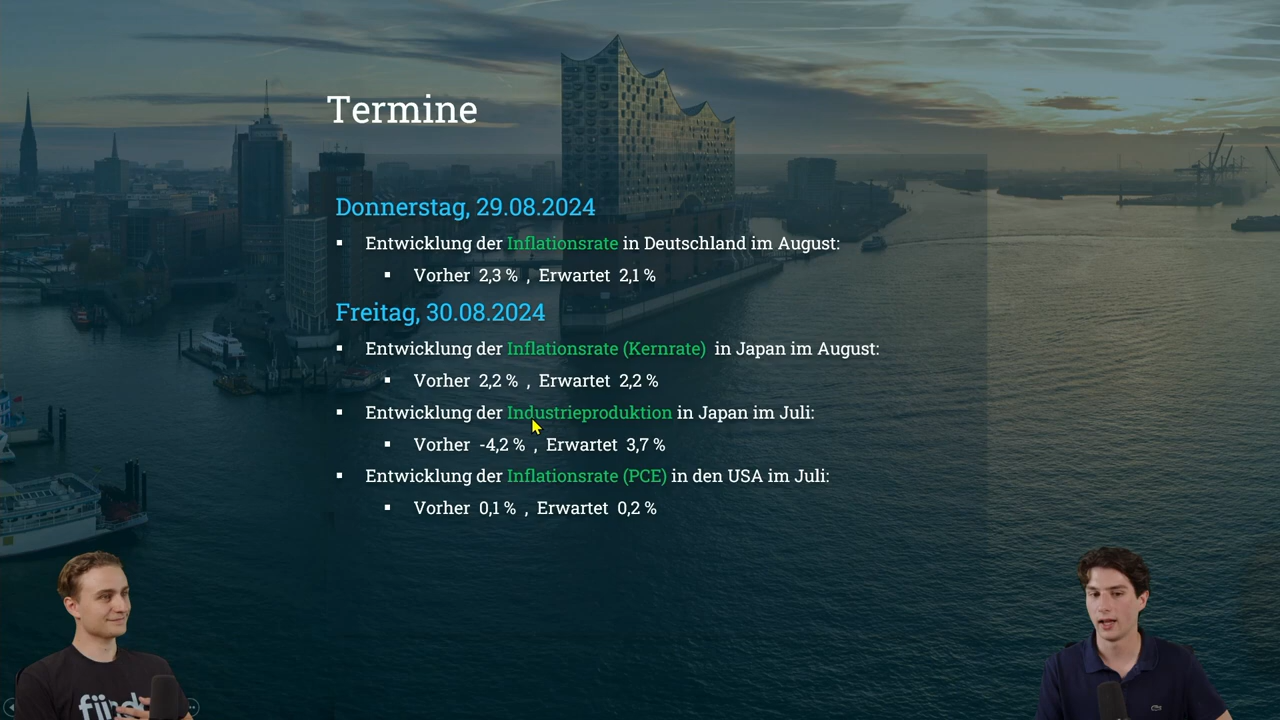 Termine
Donnerstag, 29.08.2024
Entwicklung der Inflationsrate in Deutschland im August:
Vorher 2,3 % , Erwartet 2,1 %
Freitag, 30.08.2024
Entwicklung der Inflationsrate (Kernrate) in Japan im August:
Vorher 2,2 % , Erwartet 2,2 %
Entwicklung der Industrieproduktion in Japan im Juli:
Vorher -4,2 % , Erwartet 3,7 %
Entwicklung der Inflationsrate (PCE) in den USA im Juli:
Vorher 0,1 % , Erwartet 0,2 %